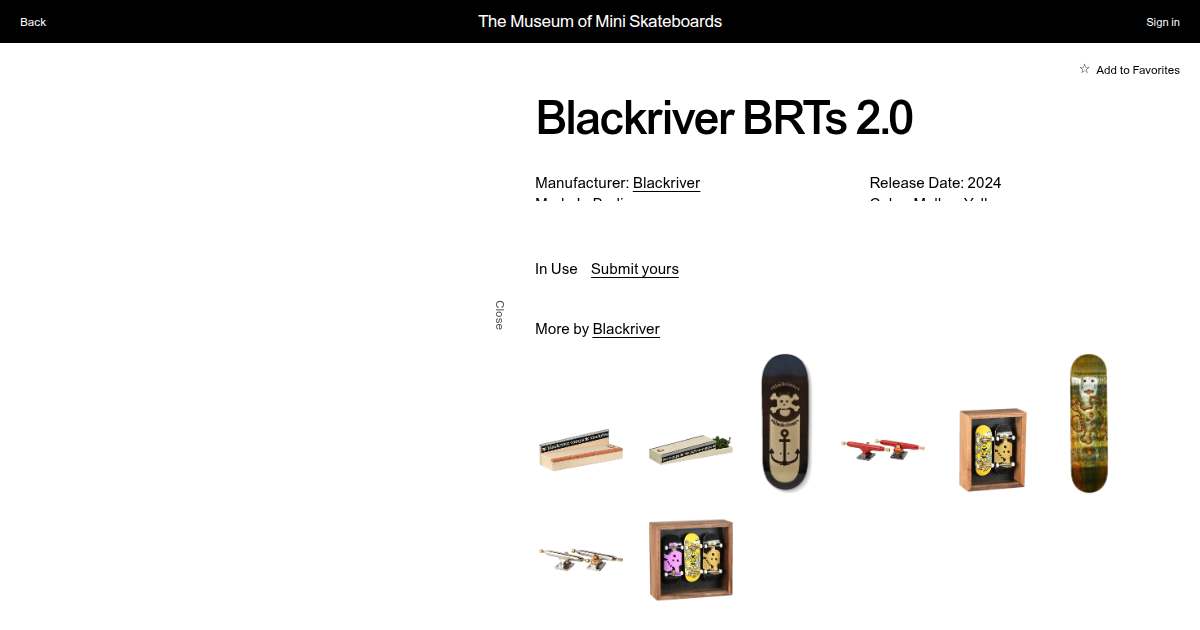 Back
The Museum of Mini Skateboards
Sign in
☆ Add to Favorites
Blackriver BRTs 2.0
Manufacturer: Blackriver
Release Date: 2024
In Use Submit yours
Close
More by Blackriver